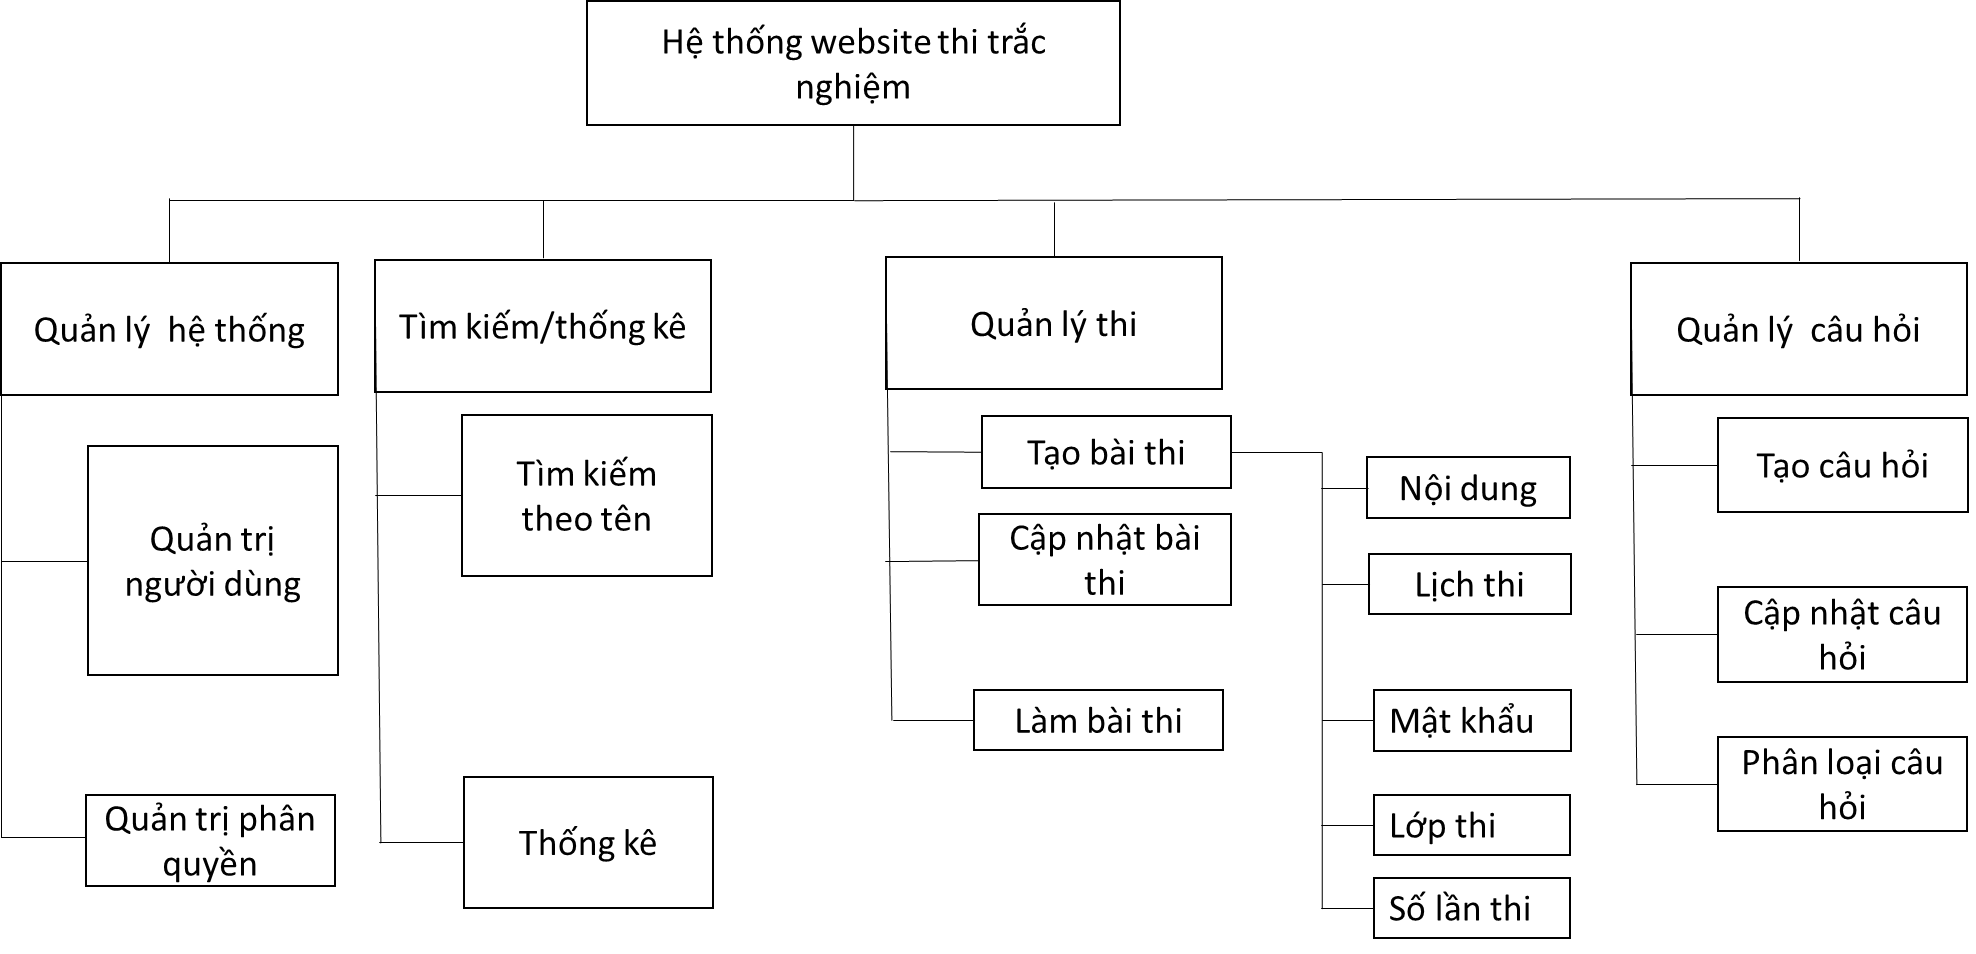 Hệ thống website thi trắc
nghiệm
Quản lý  hệ thống
Tìm kiếm/thống kê
Quản lý thi
Quản lý  câu hỏi
Quản trị
người dùng
Quản trị phân
quyền
Tìm kiếm
theo tên
Thống kê
Tạo bài thi
Cập nhật bài
thi
Làm bài thi
Nội dung
Lịch thi
Mật khẩu
Lớp thi
Số lần thi
Tạo câu hỏi
Cập nhật câu
hỏi
Phân loại câu
hỏi